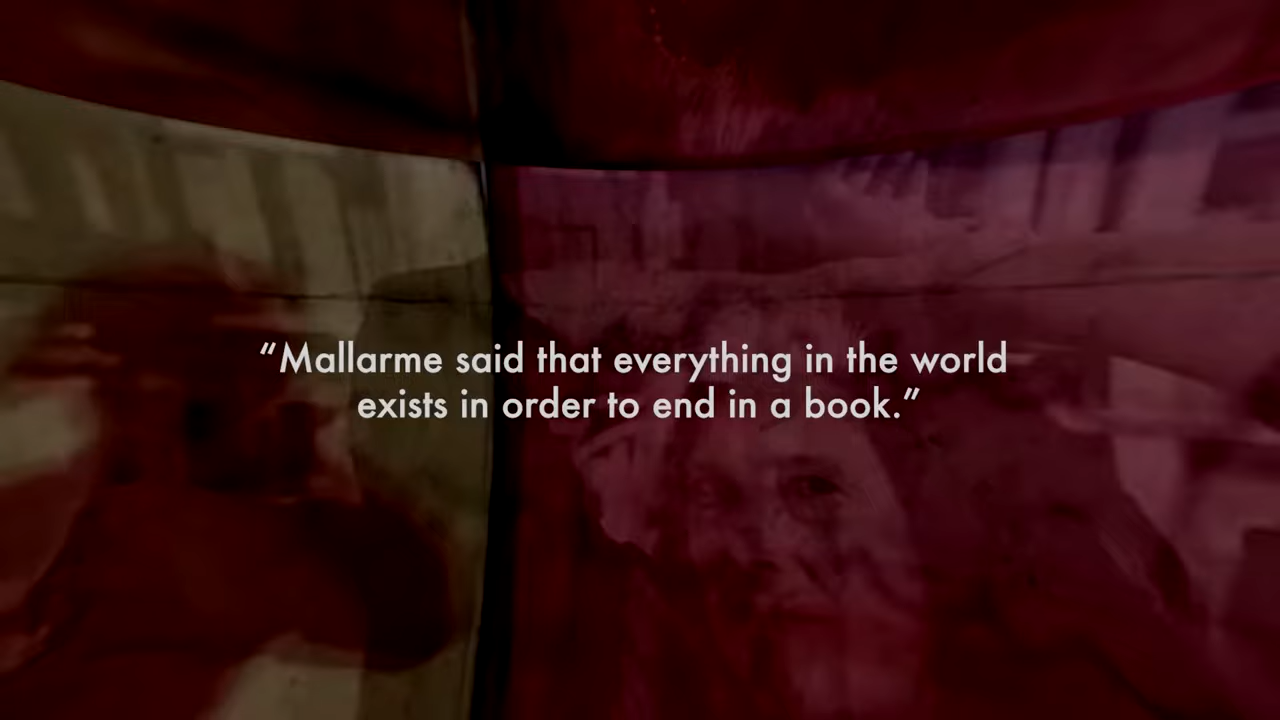 “Mallarme said that everything in the world
exists in order to end in a book.”